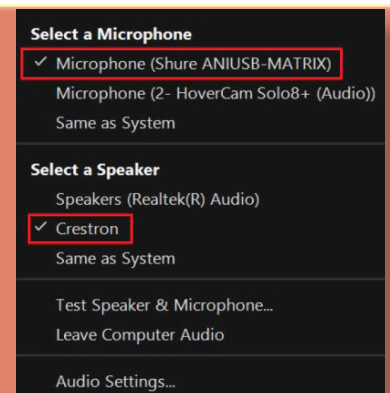 Select a Microphone
✓ Microphone (Shure ANIUSB-MATRIX)
Microphone (2- HoverCam Solo8+ (Audio))
Same as System
Select a Speaker
Speakers (Realtek(R) Audio)
✓ Crestron
Same as System
Test Speaker & Microphone...
Leave Computer Audio
Audio Settings...